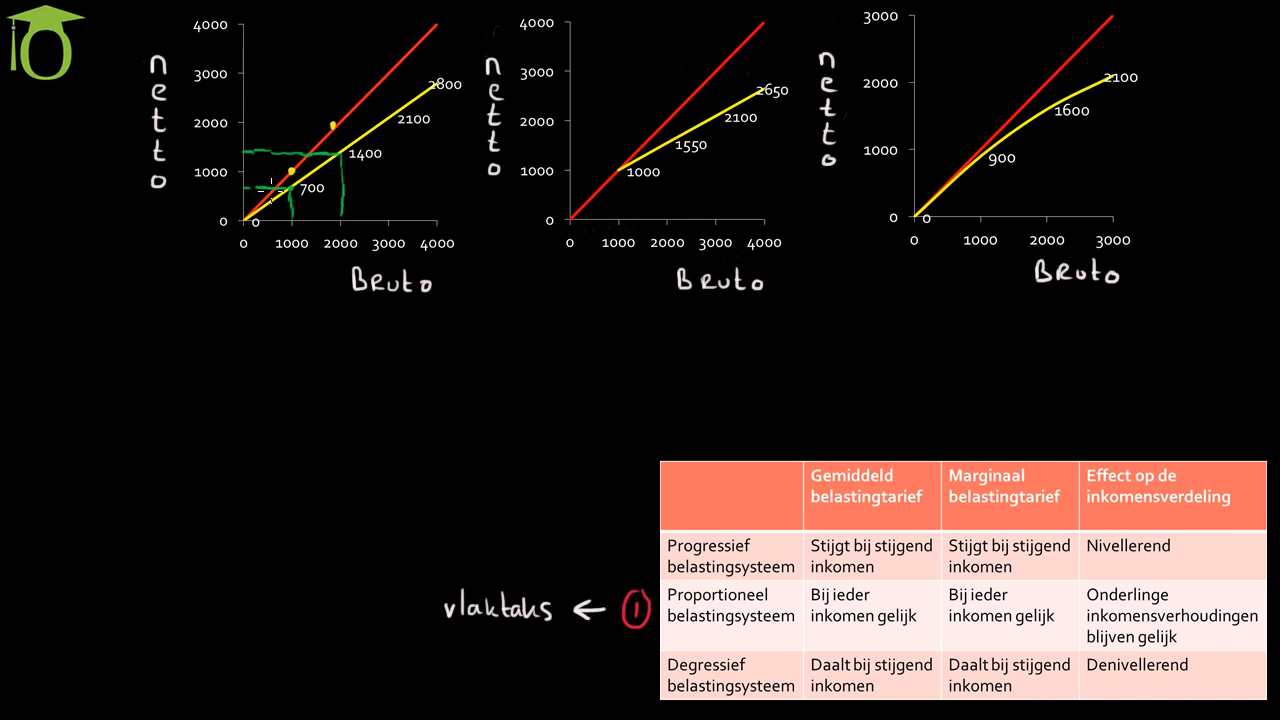 netto
4000
3000
2000
1000
0
2800
2100
1400
700
0
0 1000 2000 3000 4000
Bruto
netto
4000
3000
2000
1000
0
2650
2100
1550
1000
0 1000 2000 3000 4000
Bruto
netto
3000
2000
1000
0
2100
1600
900
0
0 1000 2000 3000
Bruto
Gemiddeld
belastingtarief
Marginaal
belastingtarief
Effect op de
inkomensverdeling
Progressief
belastingsysteem
Stijgt bij stijgend
inkomen
Stijgt bij stijgend
inkomen
Nivellerend
vlaktaks ← 1
Proportioneel
belastingsysteem
Bij ieder
inkomen gelijk
Bij ieder
inkomen gelijk
Onderlinge
inkomensverhoudingen
blijven gelijk
Degressief
belastingsysteem
Daalt bij stijgend
inkomen
Daalt bij stijgend
inkomen
Denivellerend